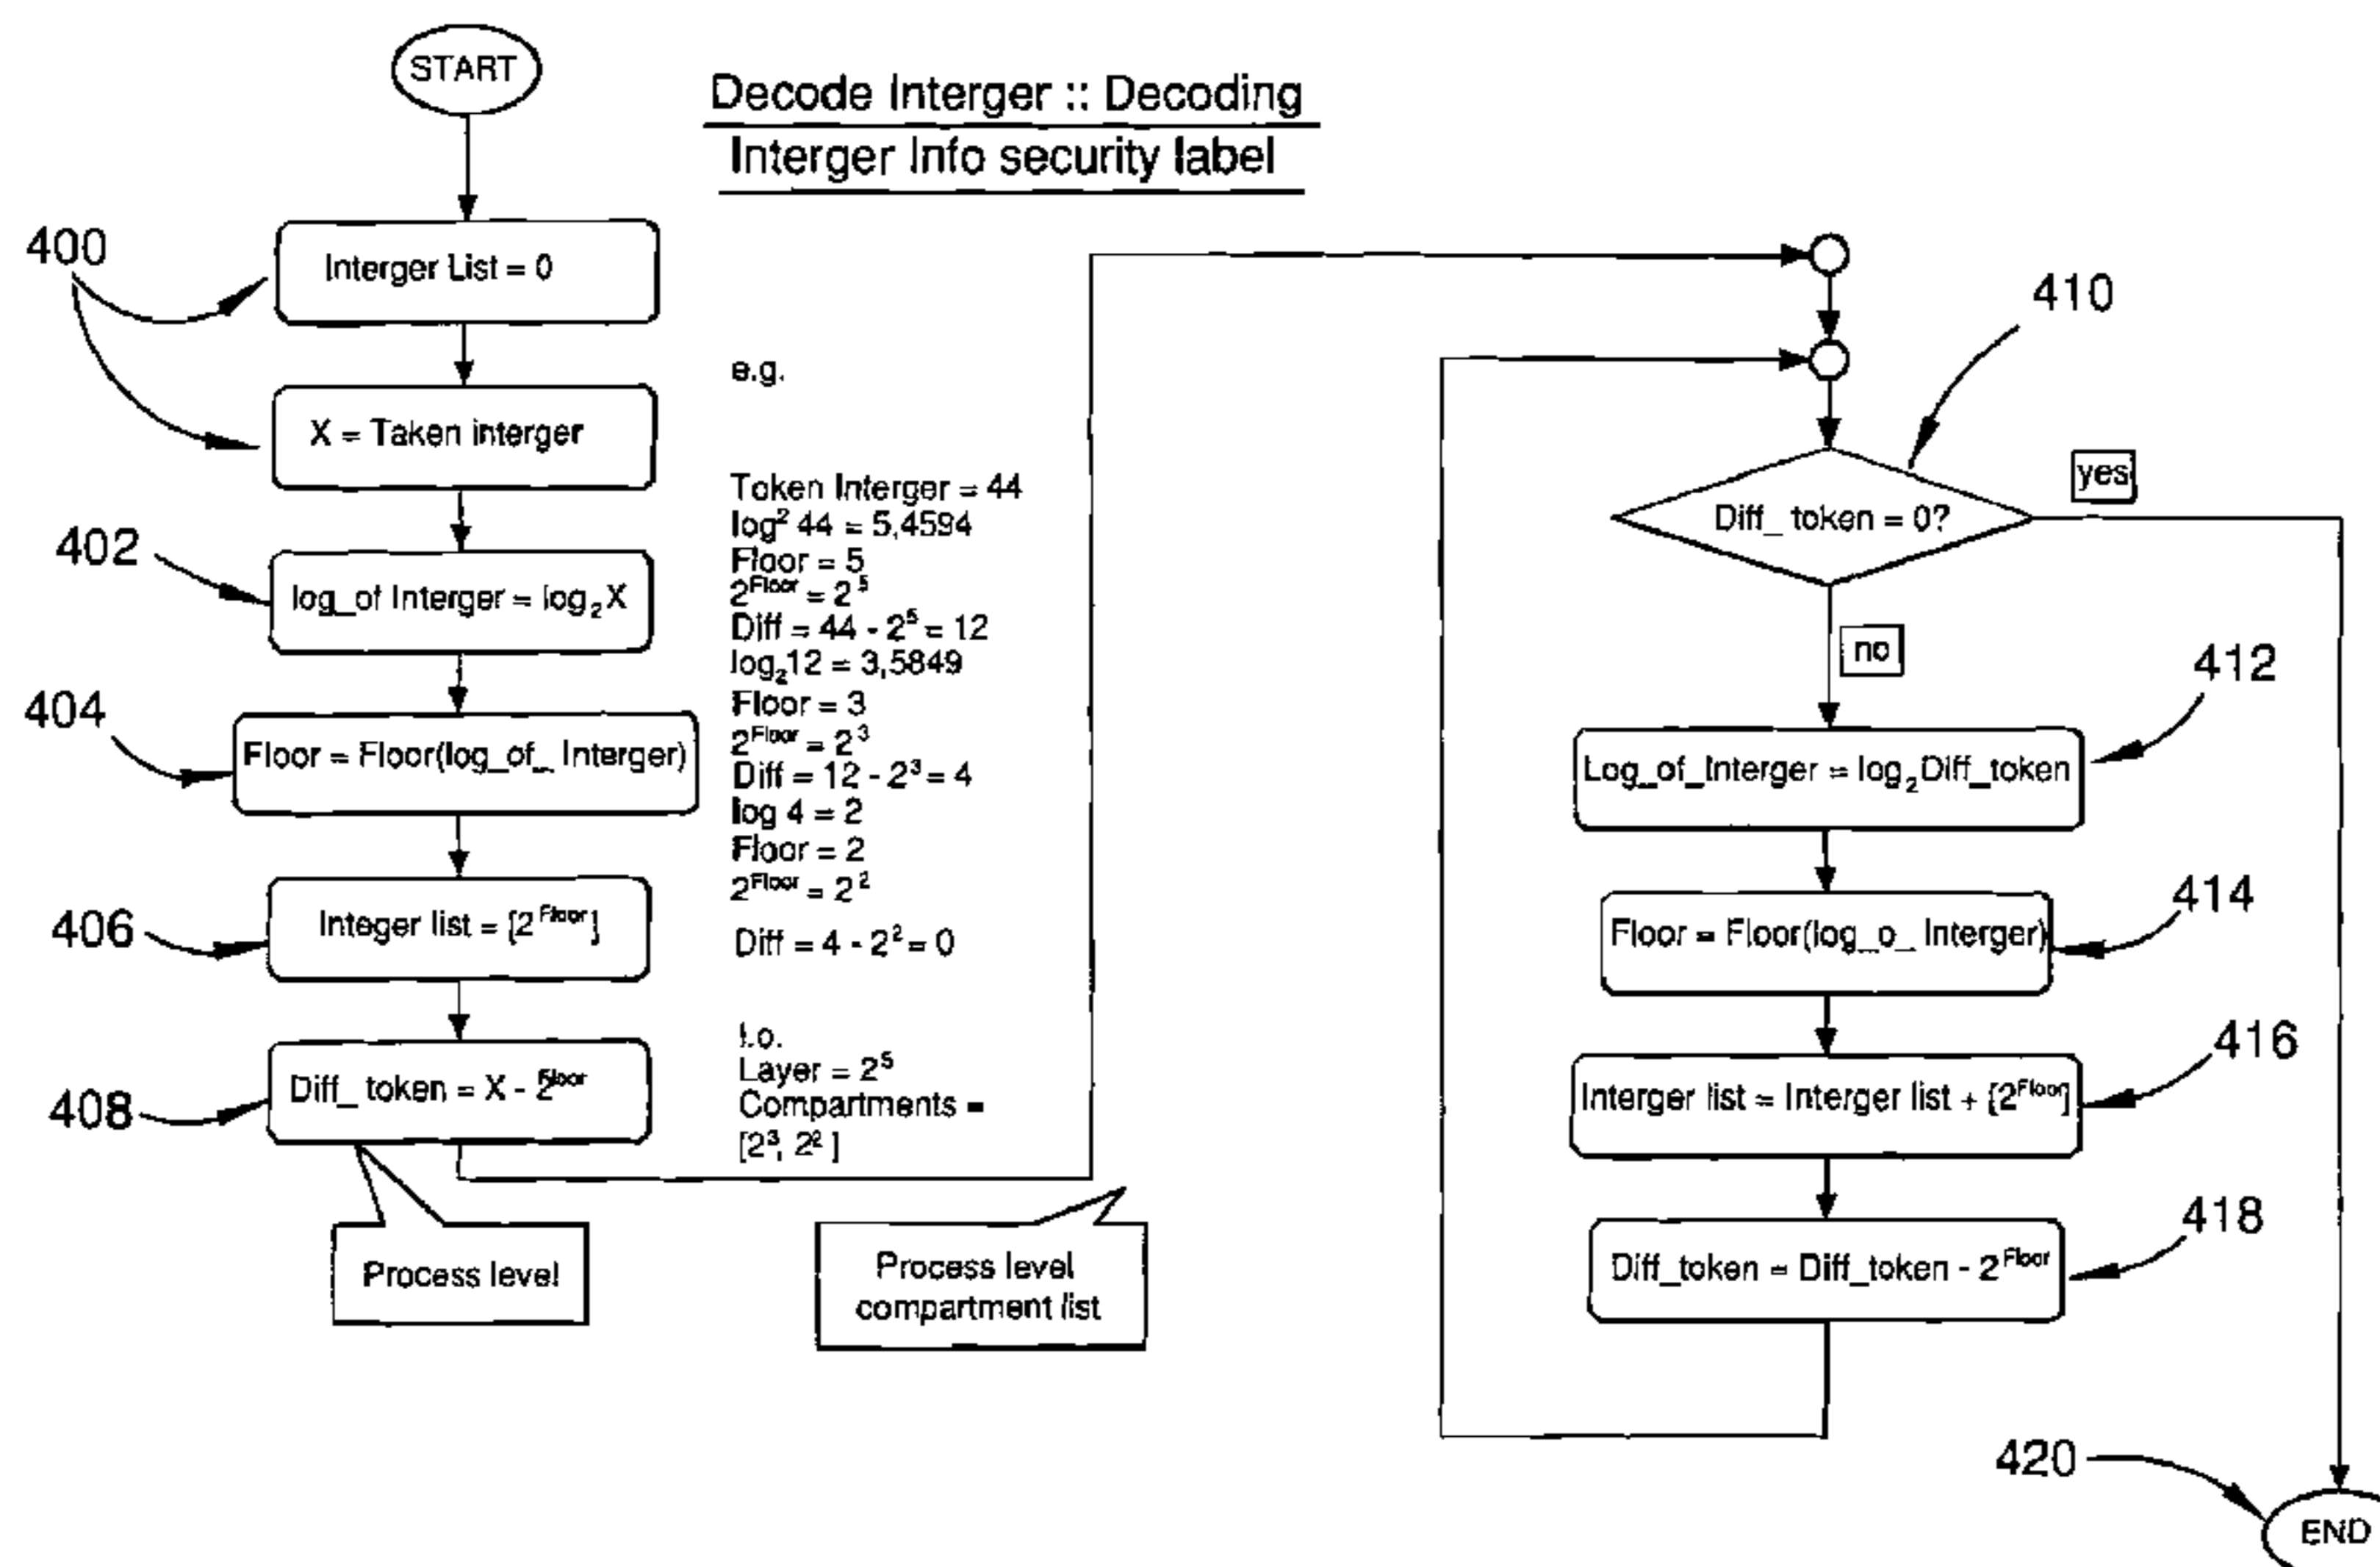 START
Decode Interger :: Decoding
Interger Info security label
400
Interger List = 0
X = Taken interger
402
log_of Interger = log₂X
404
Floor = Floor(log_of_ Interger)
406
Integer list = [2^Floor]
408
Diff_ token = X - 2^Floor
Process level
e.g.
Token Interger = 44
log² 44 = 5,4594
Floor = 5
2^Floor = 2⁵
Diff = 44 - 2⁵ = 12
log₂12 = 3,5849
Floor = 3
2^Floor = 2³
Diff = 12 - 2³ = 4
log 4 = 2
Floor = 2
2^Floor = 2²
Diff = 4 - 2² = 0
Layer = 2⁵
Compartments =
[2³, 2²]
Process level
compartment list
410
Diff_ token = 0?
yes
no
412
Log_of_Interger = log₂Diff_token
414
Floor = Floor(log_o_ Interger)
416
Interger list = Interger list + [2^Floor]
418
Diff_token = Diff_token - 2^Floor
420
END